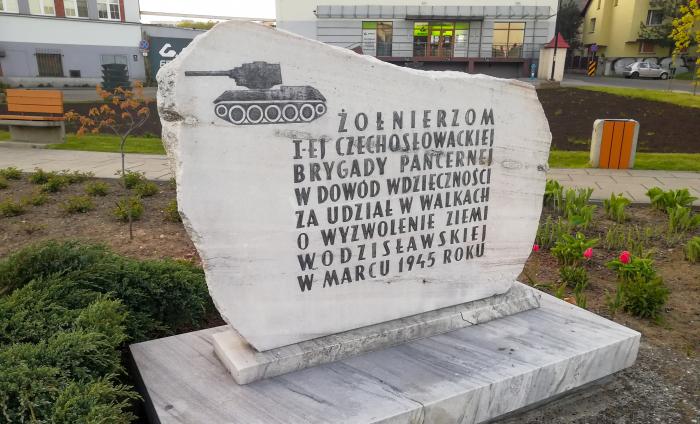 ŻOŁNIERZOM
I-EJ CZECHOSŁOWACKIEJ
BRYGADY PANCERNEJ
W DOWÓD WDZIĘCZNOŚCI
ZA UDZIAŁ W WALKACH
O WYZWOLENIE ZIEMI
WODZISŁAWSKIEJ
W MARCU 1945 ROKU